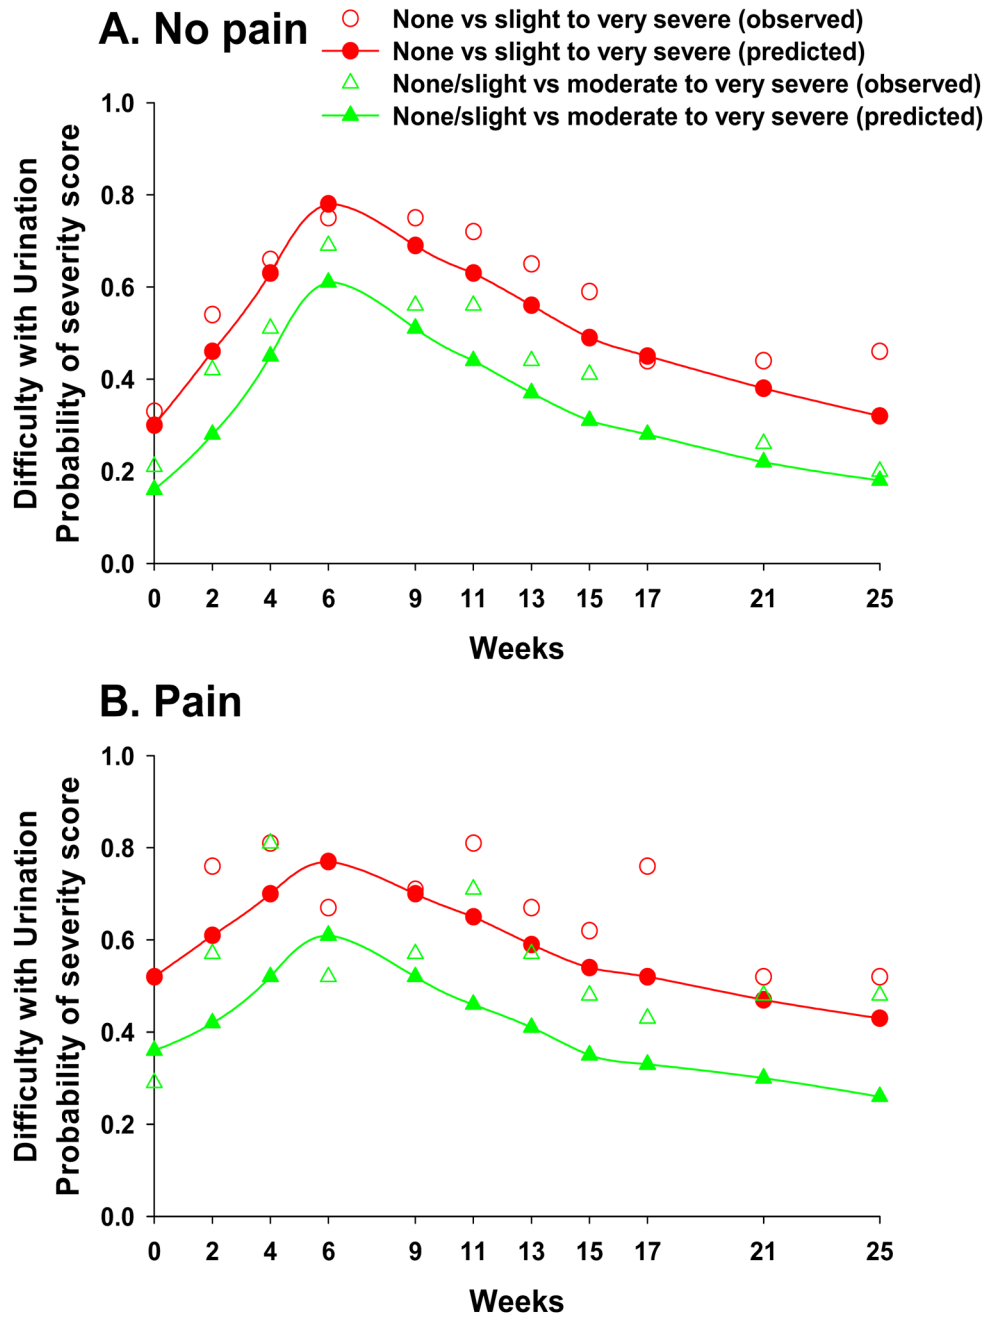 A. No pain
None vs slight to very severe (observed)
None vs slight to very severe (predicted)
None/slight vs moderate to very severe (observed)
None/slight vs moderate to very severe (predicted)
Difficulty with Urination
Probability of severity score
1.0
0.8
0.6
0.4
0.2
0.0
0 2 4 6 9 11 13 15 17 21 25
Weeks
B. Pain
Difficulty with Urination
Probability of severity score
1.0
0.8
0.6
0.4
0.2
0.0
0 2 4 6 9 11 13 15 17 21 25
Weeks